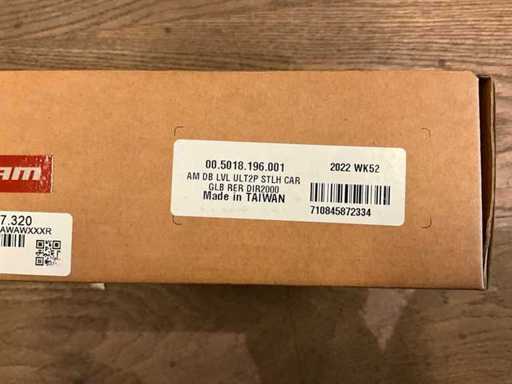 00.5018.196.001
2022 WK52
AM DB LVL ULT2P STLH CAR
GLB RER DIR2000
Made in TAIWAN
710845872334
am
7.320
AWAWXXXR